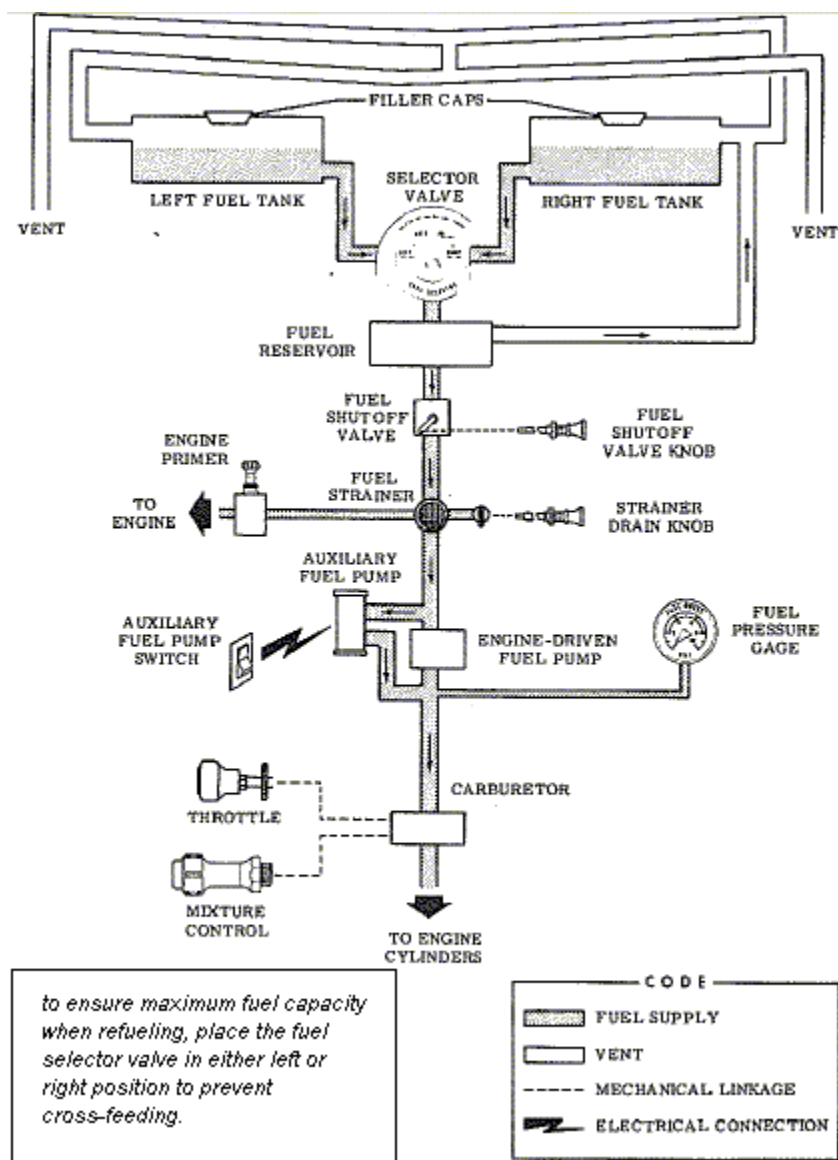 FILLER CAPS
SELECTOR
VALVE
LEFT FUEL TANK
RIGHT FUEL TANK
VENT
VENT
FUEL
RESERVOIR
FUEL
SHUTOFF
VALVE
FUEL
SHUTOFF
VALVE KNOB
ENGINE
PRIMER
FUEL
STRAINER
TO
ENGINE
STRAINER
DRAIN KNOB
AUXILIARY
FUEL PUMP
AUXILIARY
FUEL PUMP
SWITCH
ENGINE-DRIVEN
FUEL PUMP
FUEL
PRESSURE
GAGE
CARBURETOR
THROTTLE
MIXTURE
CONTROL
TO ENGINE
CYLINDERS
to ensure maximum fuel capacity
when refueling, place the fuel
selector valve in either left or
right position to prevent
cross-feeding.
CODE
FUEL SUPPLY
VENT
MECHANICAL LINKAGE
ELECTRICAL CONNECTION